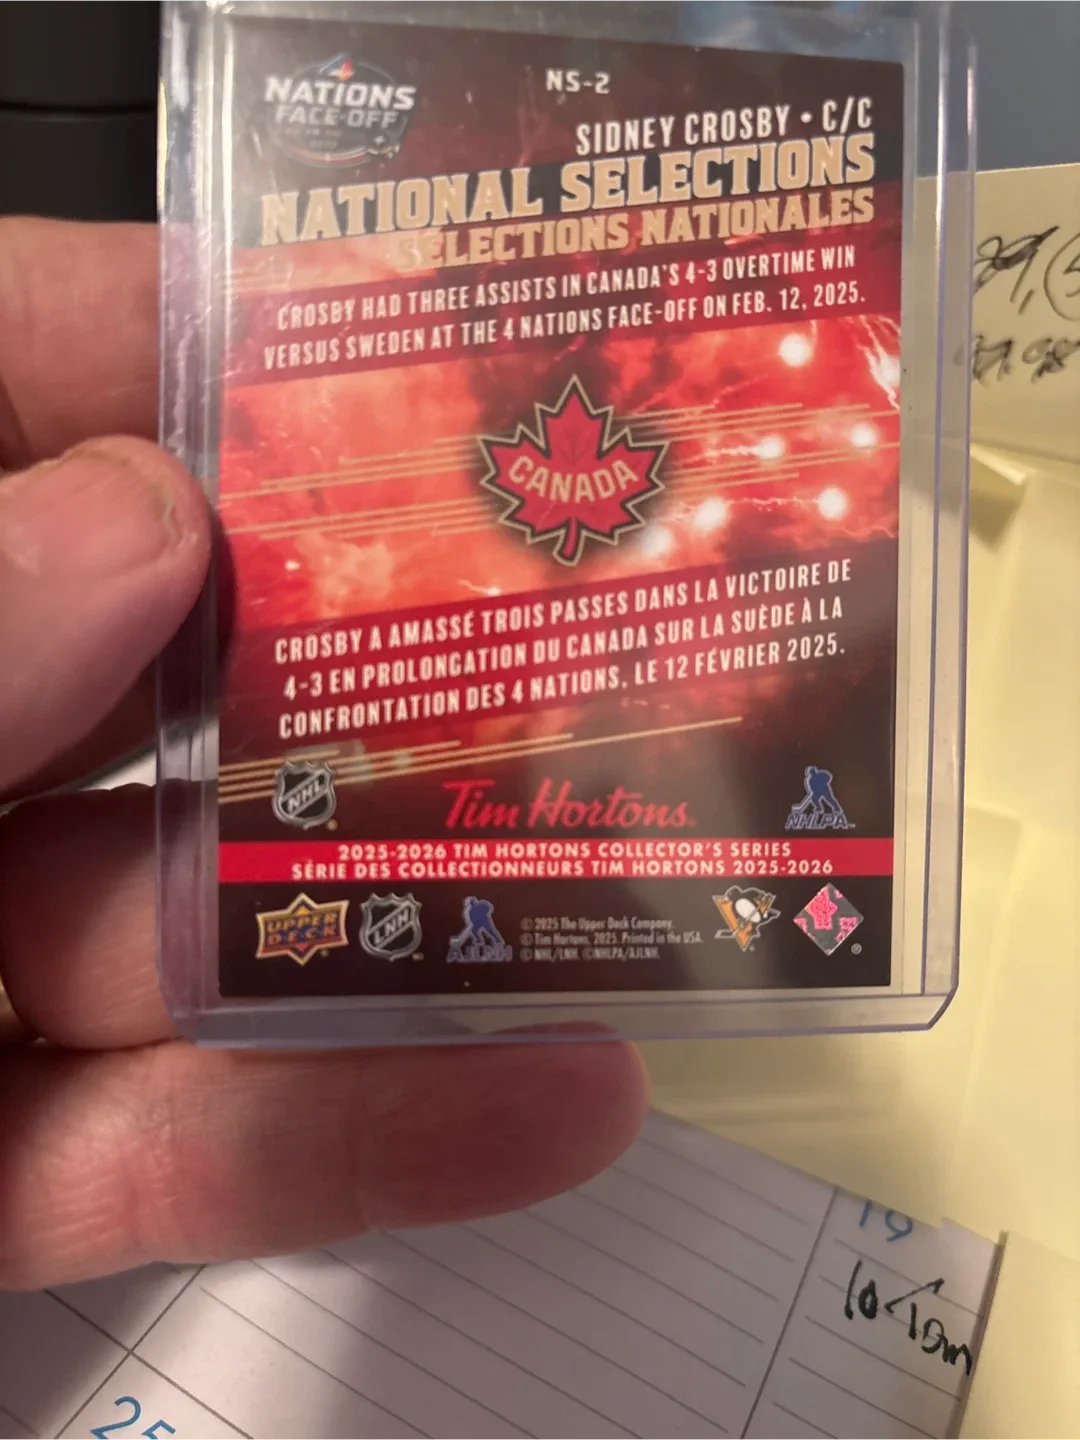 NATIONS
FACE-OFF
NS-2
SIDNEY CROSBY • C/C
NATIONAL SELECTIONS
SÉLECTIONS NATIONALES
CROSBY HAD THREE ASSISTS IN CANADA'S 4-3 OVERTIME WIN
VERSUS SWEDEN AT THE 4 NATIONS FACE-OFF ON FEB. 12, 2025.
CANADA
CROSBY A AMASSÉ TROIS PASSES DANS LA VICTOIRE DE
4-3 EN PROLONGATION DU CANADA SUR LA SUÈDE À LA
CONFRONTATION DES 4 NATIONS, LE 12 FÉVRIER 2025.
NHL
Tim Hortons.
NHLPA
2025-2026 TIM HORTONS COLLECTOR'S SERIES
SÉRIE DES COLLECTIONNEURS TIM HORTONS 2025-2026
UPPER
DECK
LNH
AJLNH
© 2025 The Upper Deck Company.
© Tim Hortons, 2025. Printed in the USA.
© NHL/LNH. ©NHLPA/AJLNH.
19
25